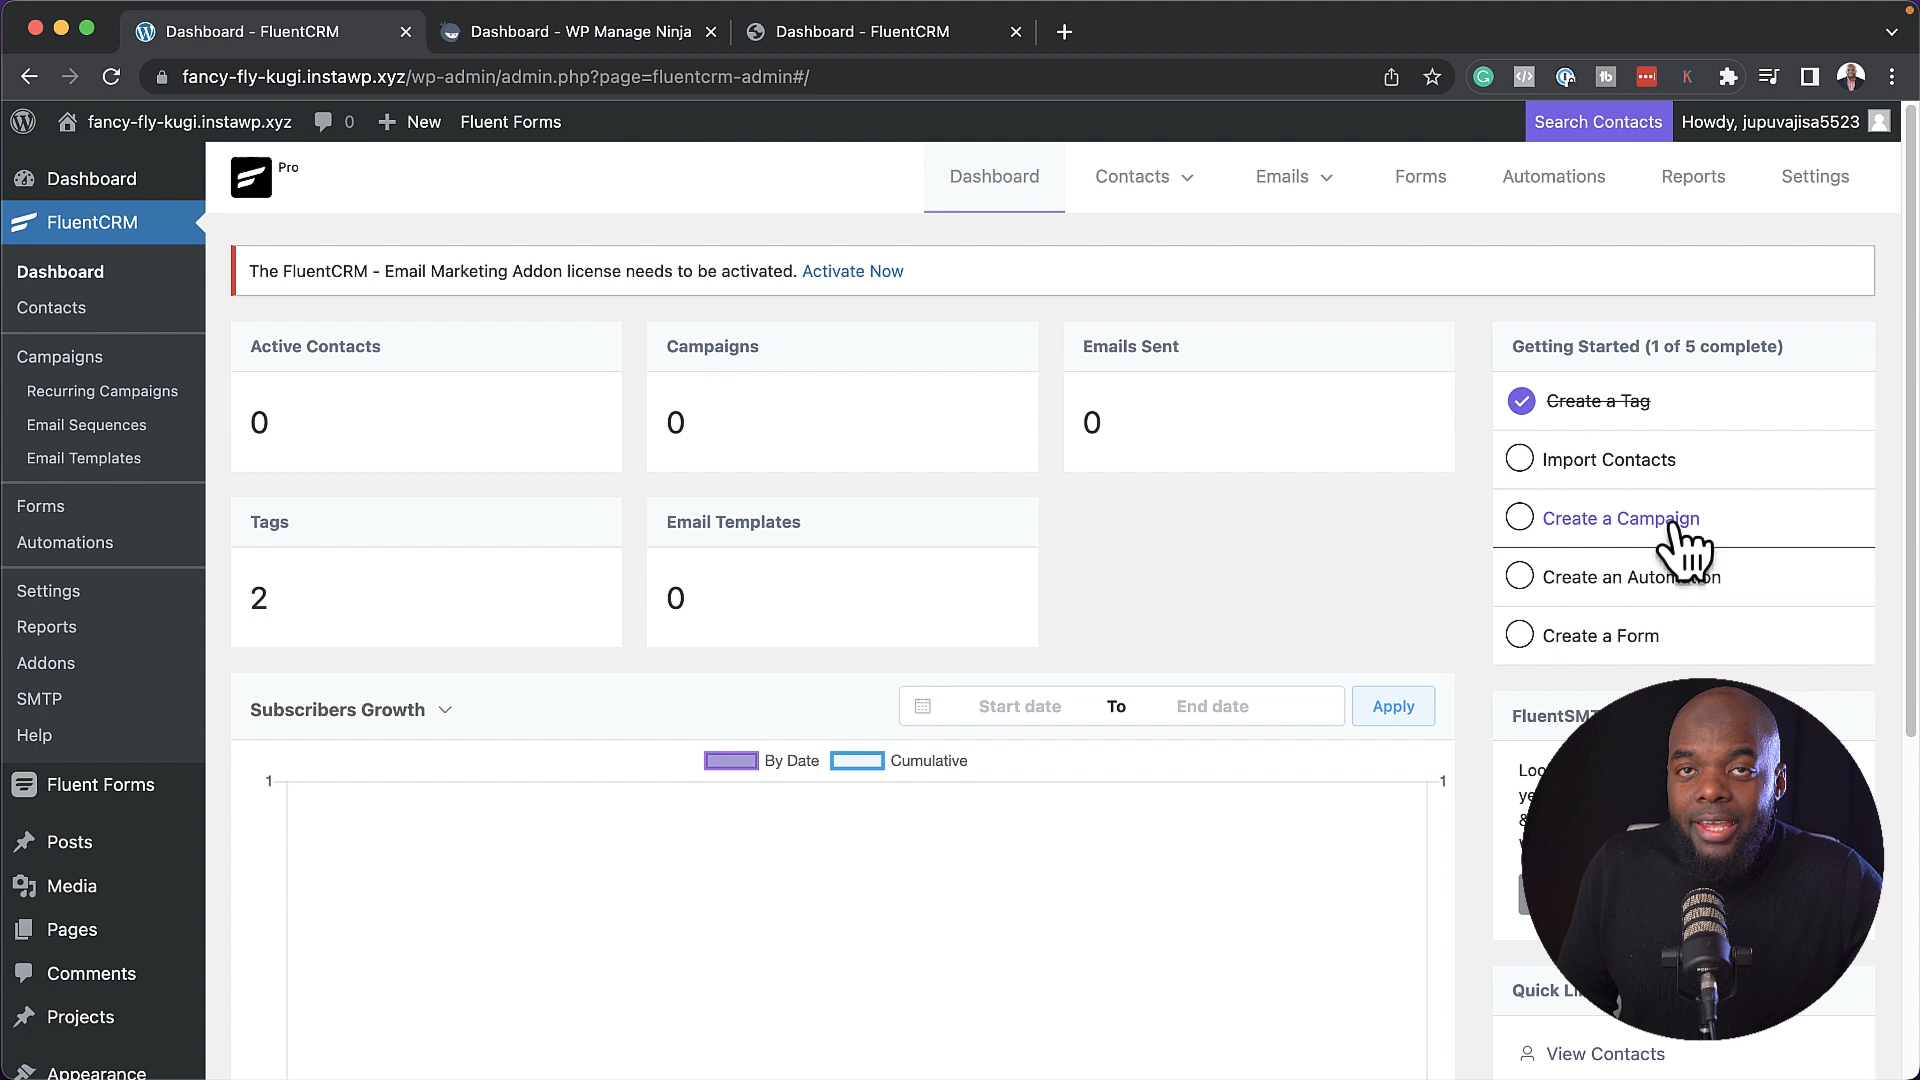 Dashboard - FluentCRM
Dashboard - WP Manage Ninja
Dashboard - FluentCRM
fancy-fly-kugi.instawp.xyz/wp-admin/admin.php?page=fluentcrm-admin#/
fancy-fly-kugi.instawp.xyz
0
New
Fluent Forms
Search Contacts
Howdy, jupuvajisa5523
Dashboard
FluentCRM
Dashboard
Contacts
Campaigns
Recurring Campaigns
Email Sequences
Email Templates
Forms
Automations
Settings
Reports
Addons
SMTP
Help
Fluent Forms
Posts
Media
Pages
Comments
Projects
Appearance
Pro
Dashboard
Contacts
Emails
Forms
Automations
Reports
Settings
The FluentCRM - Email Marketing Addon license needs to be activated. Activate Now
Active Contacts
0
Campaigns
0
Emails Sent
0
Tags
2
Email Templates
0
Subscribers Growth
Start date
To
End date
Apply
By Date
Cumulative
1
1
Getting Started (1 of 5 complete)
Create a Tag
Import Contacts
Create a Campaign
Create an Automation
Create a Form
View Contacts